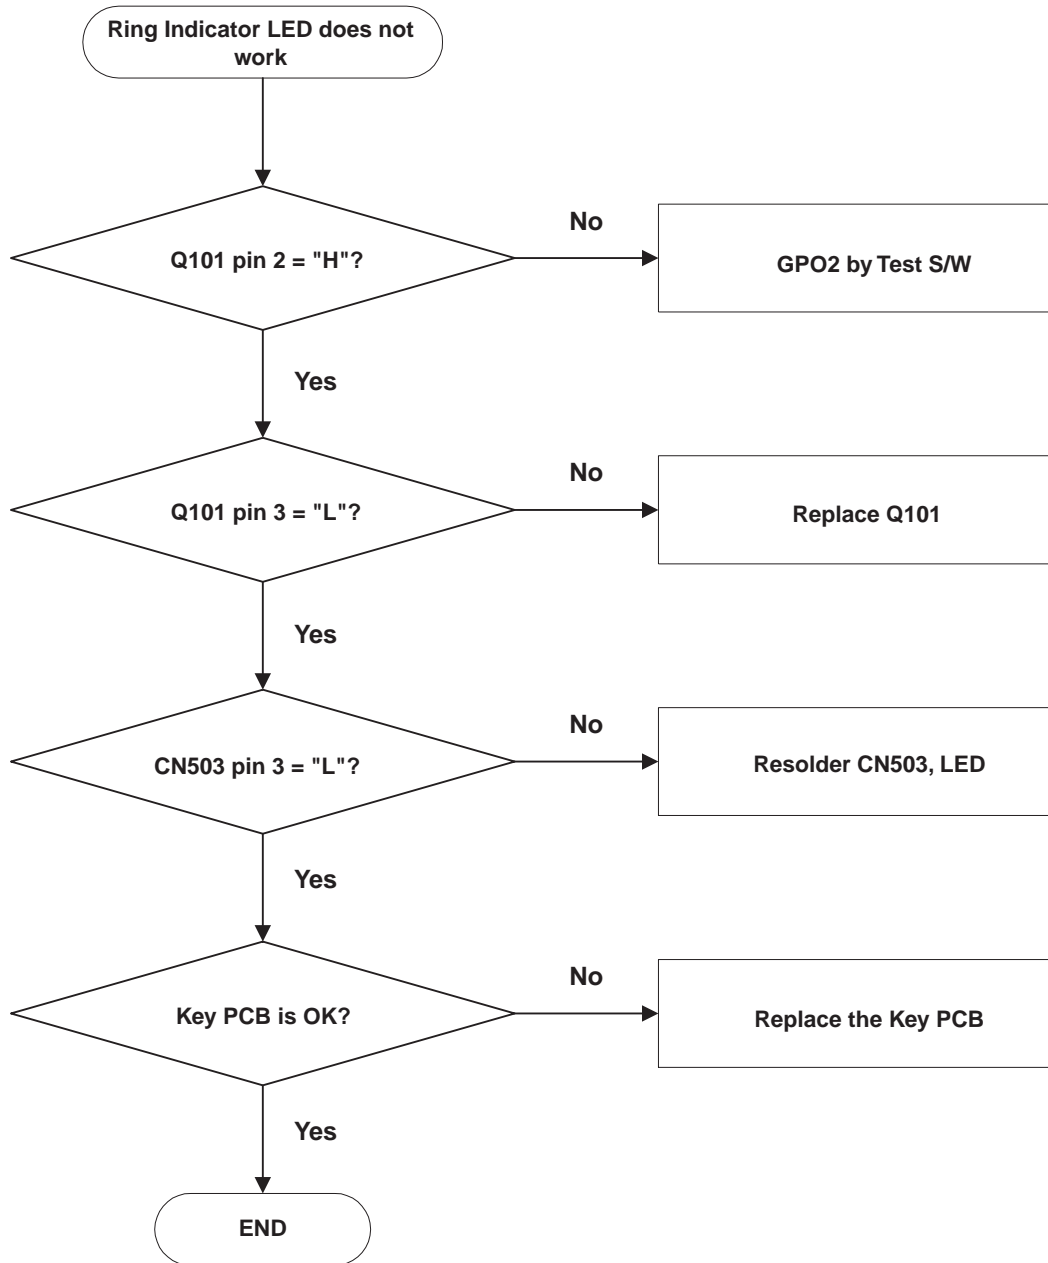 Ring Indicator LED does not
work
Q101 pin 2 = "H"?
No
GPO2 by Test S/W
Yes
Q101 pin 3 = "L"?
No
Replace Q101
Yes
CN503 pin 3 = "L"?
No
Resolder CN503, LED
Yes
Key PCB is OK?
No
Replace the Key PCB
Yes
END